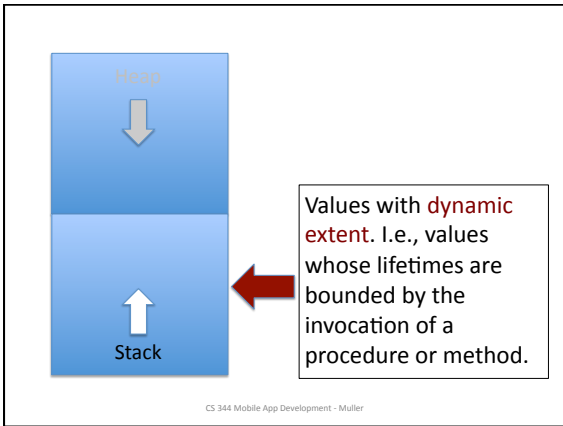 Heap
Values with dynamic
extent. I.e., values
whose lifetimes are
bounded by the
invocation of a
procedure or method.
Stack
CS 344 Mobile App Development - Muller